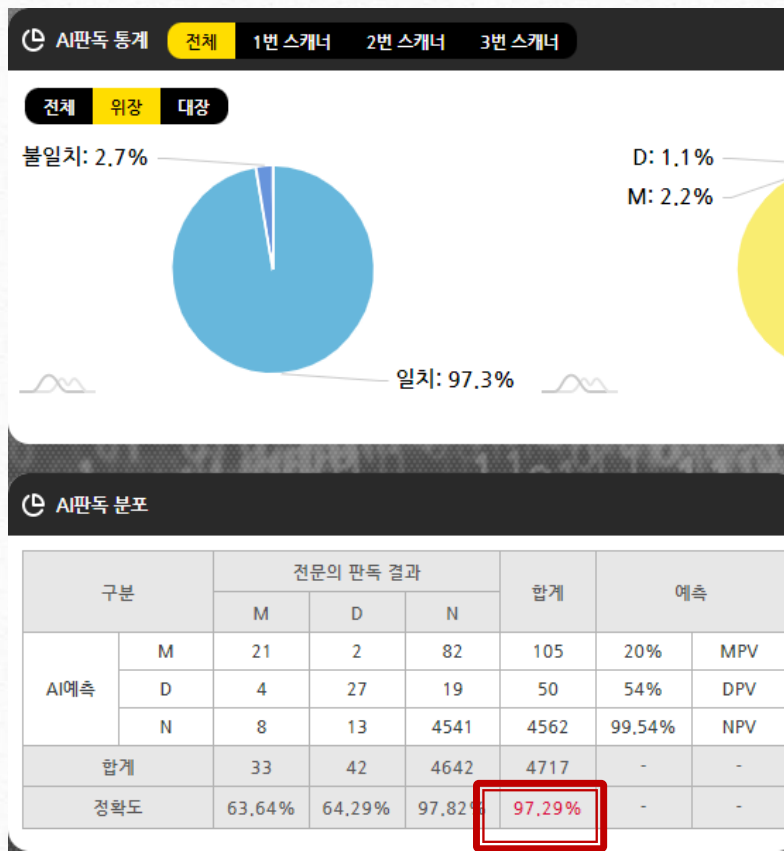 AI판독 통계 전체 1번 스캐너 2번 스캐너 3번 스캐너
전체 위장 대장
불일치: 2.7%
D: 1.1%
M: 2.2%
일치: 97.3%
AI판독 분포
구분 전문의 판독 결과 합계 예측
M D N
AI예측 M 21 2 82 105 20% MPV
D 4 27 19 50 54% DPV
N 8 13 4541 4562 99.54% NPV
합계 33 42 4642 4717 - -
정확도 63.64% 64.29% 97.82% 97.29% - -